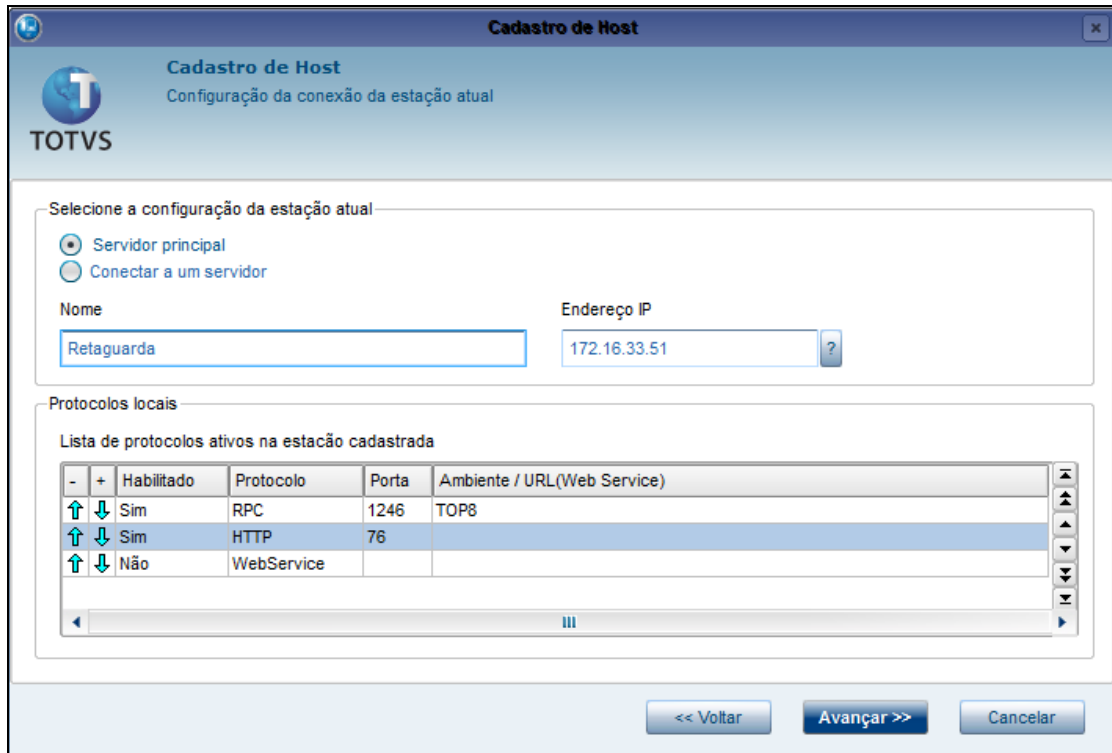 Cadastro de Host
Cadastro de Host
Configuração da conexão da estação atual
TOTVS
Selecione a configuração da estação atual
Servidor principal
Conectar a um servidor
Nome Endereço IP
Retaguarda 172.16.33.51 ?
Protocolos locais
Lista de protocolos ativos na estacão cadastrada
- + Habilitado Protocolo Porta Ambiente / URL(Web Service)
Sim RPC 1246 TOP8
Sim HTTP 76
Não WebService
<< Voltar Avançar >> Cancelar